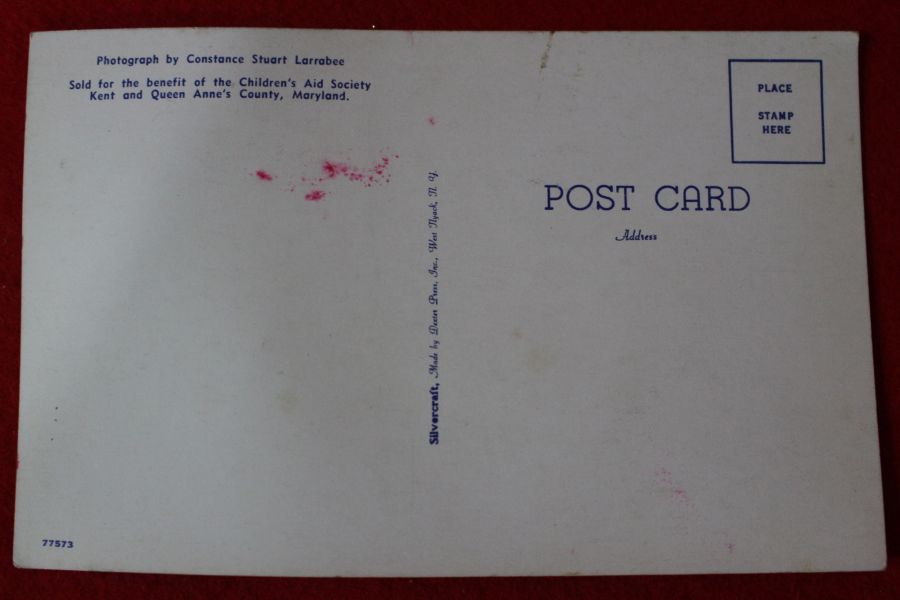 Photograph by Constance Stuart Larrabee
Sold for the benefit of the Children's Aid Society
Kent and Queen Anne's County, Maryland.
77573
Silvercraft, Made by Dexter Press, Inc., West Nyack, N. Y.
PLACE
STAMP
HERE
POST CARD
Address